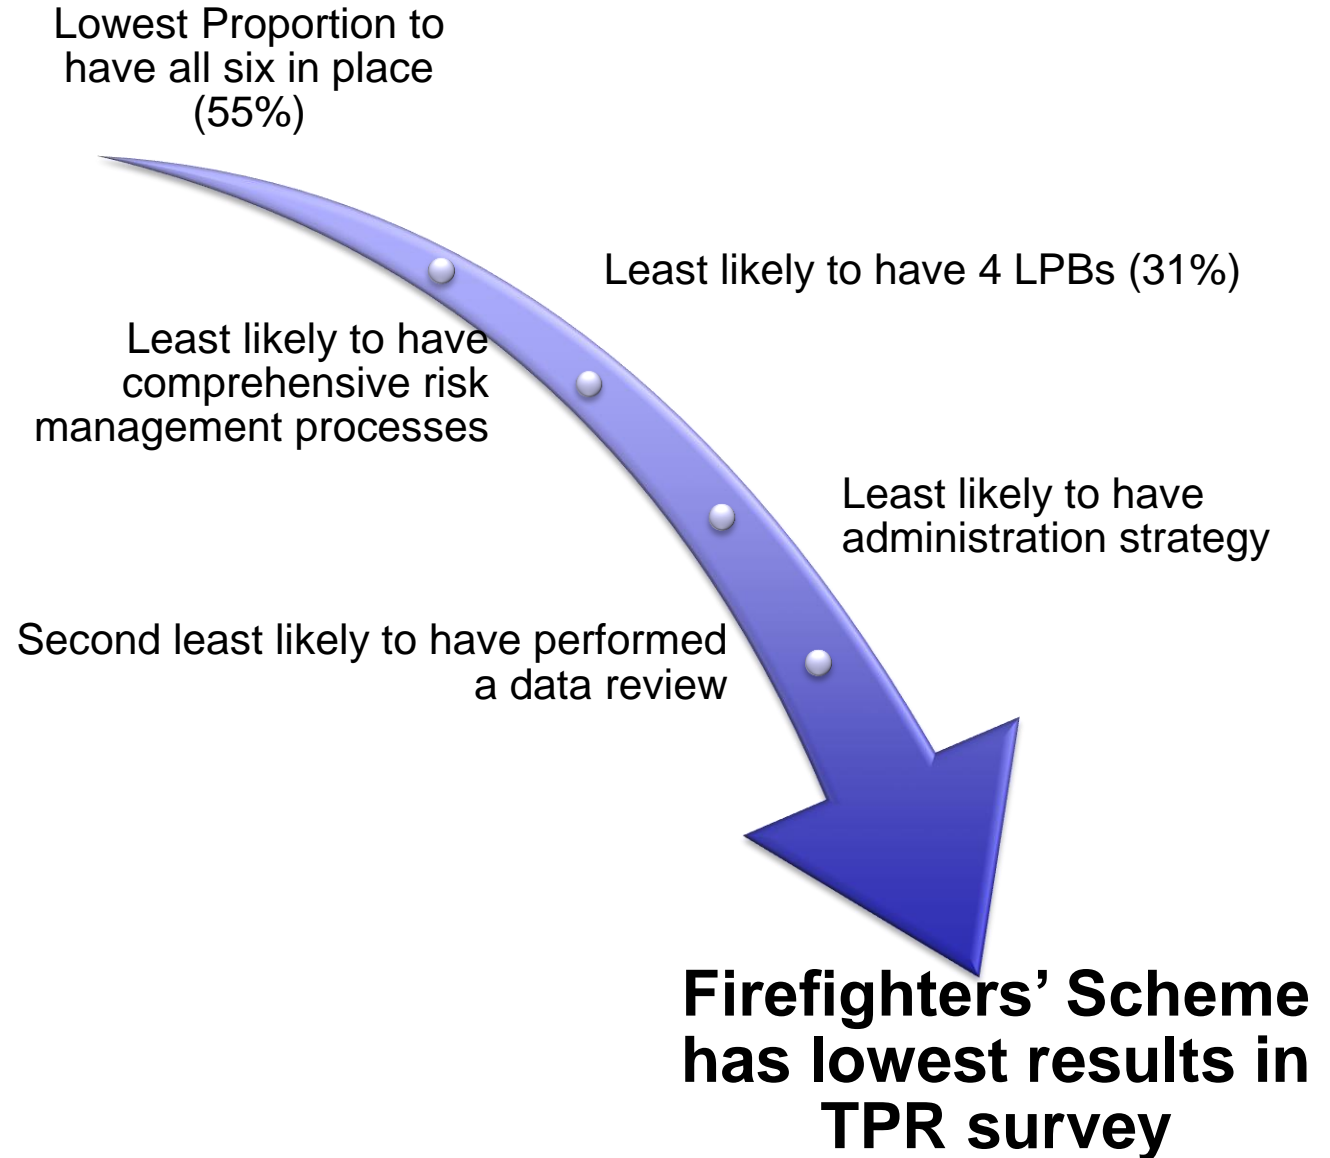 Lowest Proportion to
have all six in place
(55%)
Least likely to have 4 LPBs (31%)
Least likely to have
comprehensive risk
management processes
Least likely to have
administration strategy
Second least likely to have performed
a data review
Firefighters’ Scheme
has lowest results in
TPR survey